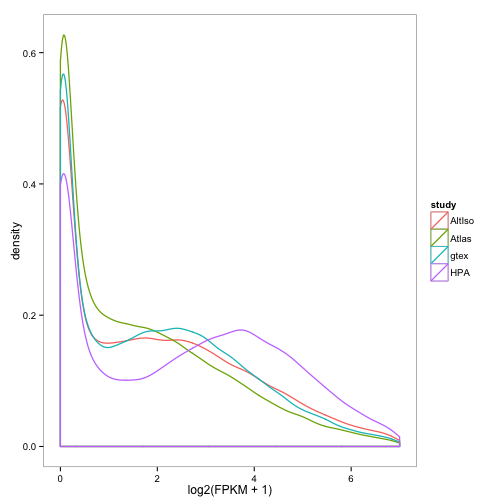 0.6
0.4
0.2
0.0
density
0 2 4 6
log2(FPKM + 1)
study
AltIso
Atlas
gtex
HPA